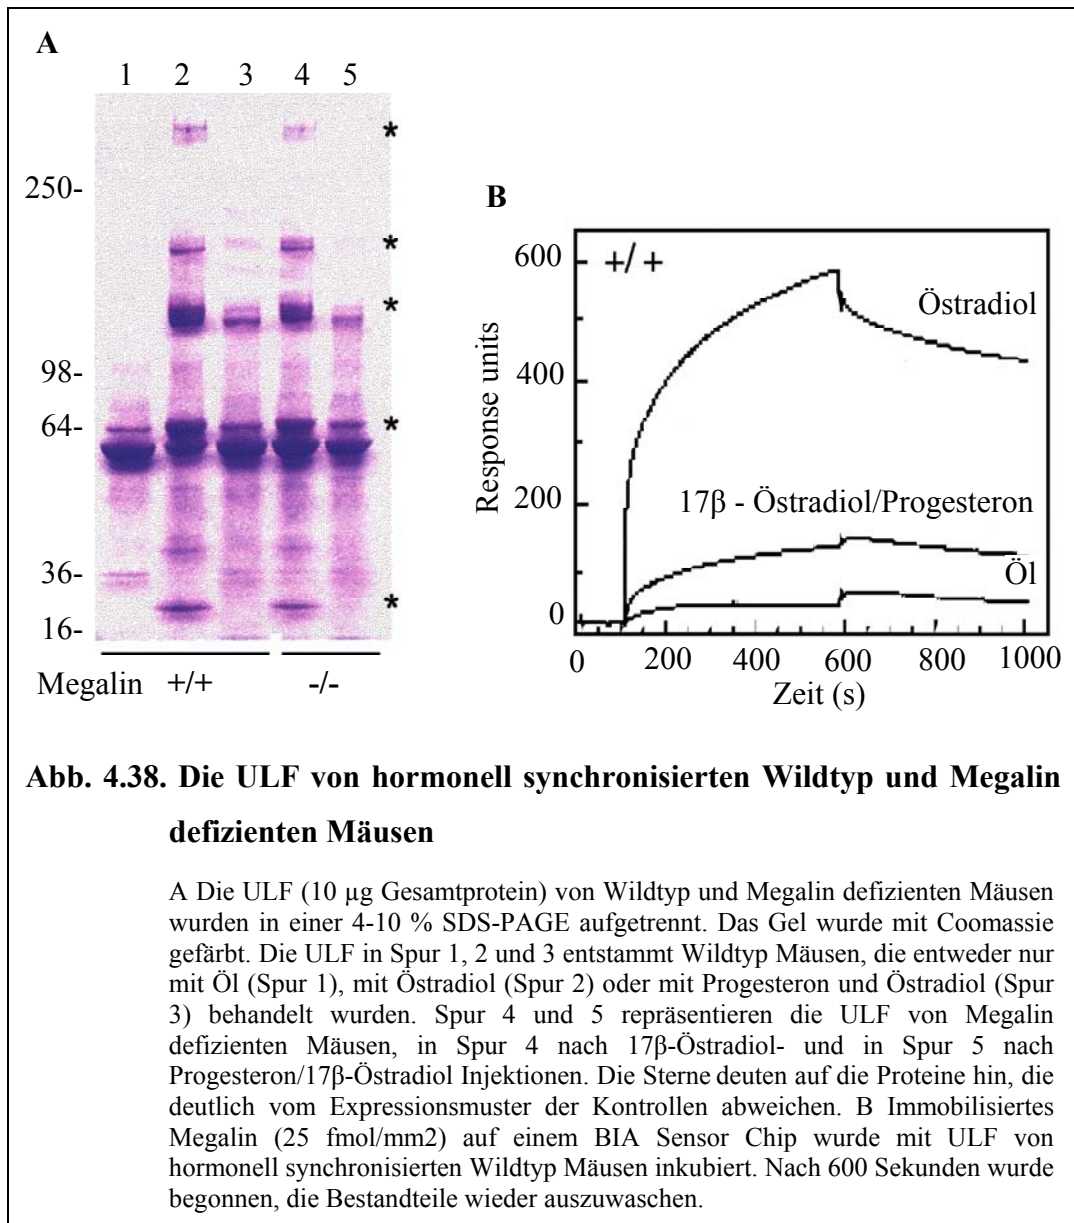 A
1 2 3 4 5
*
250-
*
*
98-
64- *
36-
*
16-
Megalin +/+ -/-
B
+/ +
600
400
200
0
Response units
Östradiol
17β - Östradiol/Progesteron
Öl
0 200 400 600 800 1000
Zeit (s)
Abb. 4.38. Die ULF von hormonell synchronisierten Wildtyp und Megalin
defizienten Mäusen
A Die ULF (10 µg Gesamtprotein) von Wildtyp und Megalin defizienten Mäusen
wurden in einer 4-10 % SDS-PAGE aufgetrennt. Das Gel wurde mit Coomassie
gefärbt. Die ULF in Spur 1, 2 und 3 entstammt Wildtyp Mäusen, die entweder nur
mit Öl (Spur 1), mit Östradiol (Spur 2) oder mit Progesteron und Östradiol (Spur
3) behandelt wurden. Spur 4 und 5 repräsentieren die ULF von Megalin
defizienten Mäusen, in Spur 4 nach 17β-Östradiol- und in Spur 5 nach
Progesteron/17β-Östradiol Injektionen. Die Sterne deuten auf die Proteine hin, die
deutlich vom Expressionsmuster der Kontrollen abweichen. B Immobilisiertes
Megalin (25 fmol/mm2) auf einem BIA Sensor Chip wurde mit ULF von
hormonell synchronisierten Wildtyp Mäusen inkubiert. Nach 600 Sekunden wurde
begonnen, die Bestandteile wieder auszuwaschen.